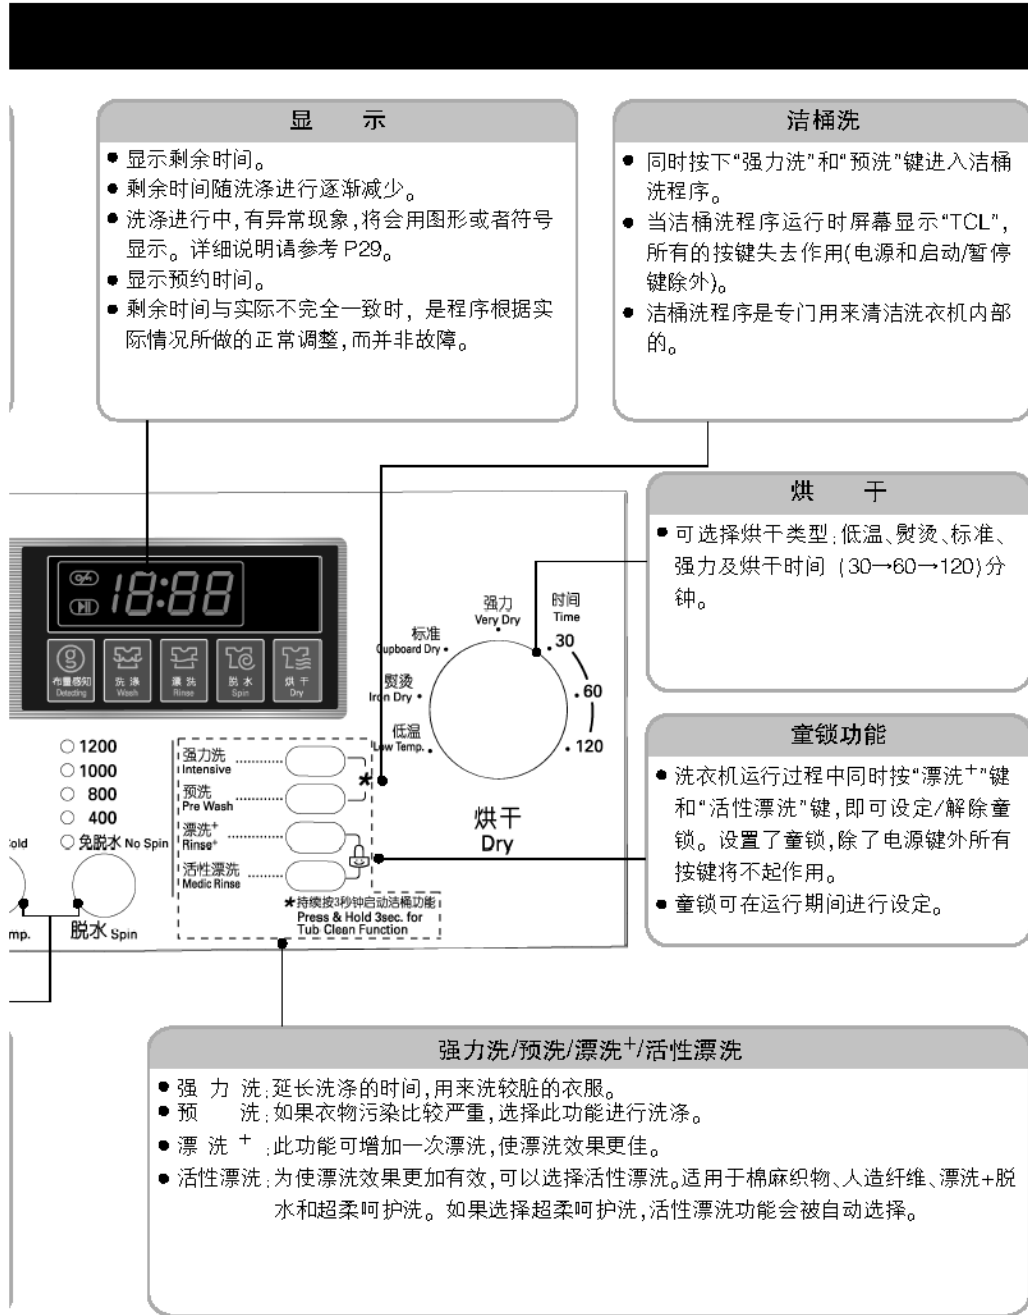 显 示
● 显示剩余时间。
● 剩余时间随洗涤进行逐渐减少。
● 洗涤进行中,有异常现象,将会用图形或者符号
显示。详细说明请参考 P29。
● 显示预约时间。
● 剩余时间与实际不完全一致时, 是程序根据实
际情况所做的正常调整,而并非故障。
洁桶洗
● 同时按下“强力洗”和“预洗”键进入洁桶
洗程序。
● 当洁桶洗程序运行时屏幕显示“TCL”,
所有的按键失去作用(电源和启动/暂停
键除外)。
● 洁桶洗程序是专门用来清洁洗衣机内部
的。
烘 干
● 可选择烘干类型:低温、熨烫、标准、
强力及烘干时间 (30→60→120)分
钟。
18:88
布量感知
Detecting
洗 涤
Wash
漂 洗
Rinse
脱 水
Spin
烘 干
Dry
强力
Very Dry
时间
Time
标准
Cupboard Dry
熨烫
Iron Dry
低温
Low Temp.
30
60
120
烘干
Dry
1200
1000
800
400
免脱水 No Spin
old
mp.
脱水 Spin
强力洗
Intensive
预洗
Pre Wash
漂洗+
Rinse+
活性漂洗
Medic Rinse
*持续按3秒钟启动洁桶功能
Press & Hold 3sec. for
Tub Clean Function
童锁功能
● 洗衣机运行过程中同时按“漂洗+”键
和“活性漂洗”键,即可设定/解除童
锁。设置了童锁,除了电源键外所有
按键将不起作用。
● 童锁可在运行期间进行设定。
强力洗/预洗/漂洗+/活性漂洗
● 强 力 洗:延长洗涤的时间,用来洗较脏的衣服。
● 预 洗:如果衣物污染比较严重,选择此功能进行洗涤。
● 漂 洗 + :此功能可增加一次漂洗,使漂洗效果更佳。
● 活性漂洗:为使漂洗效果更加有效,可以选择活性漂洗。适用于棉麻织物、人造纤维、漂洗+脱
水和超柔呵护洗。如果选择超柔呵护洗,活性漂洗功能会被自动选择。